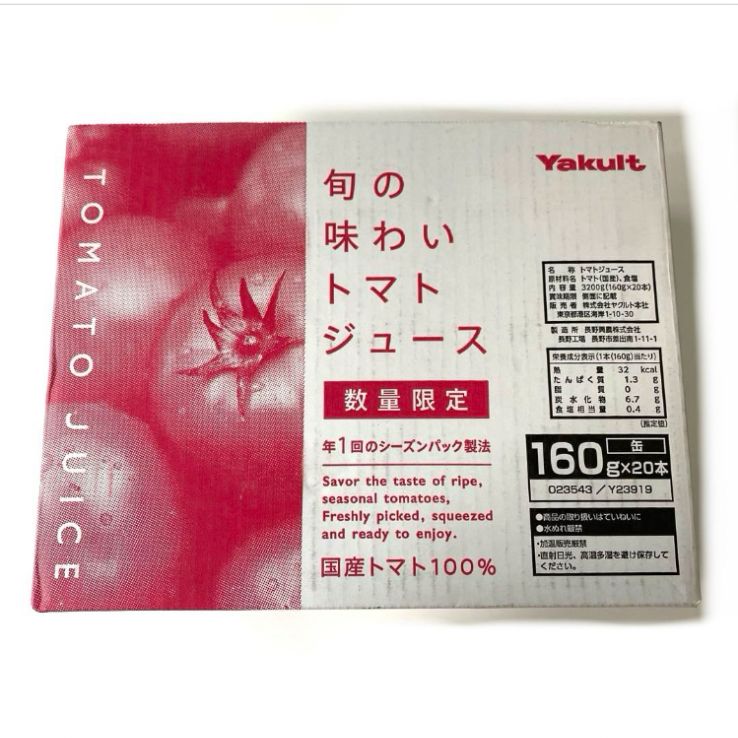 TOMATO JUICE
旬の
味わい
トマト
ジュース
数量限定
年1回のシーズンパック製法
Savor the taste of ripe,
seasonal tomatoes,
Freshly picked, squeezed
and ready to enjoy.
国産トマト100%
Yakult
名 称 トマトジュース
原材料名 トマト(国産)、食塩
内容量 3200g(160g×20本)
賞味期限 側面に記載
販売者 株式会社ヤクルト本社
東京都港区海岸1-10-30
製造所 長野興農株式会社
長野工場 長野市差出南1-11-1
栄養成分表示(1本(160g)当たり)
熱量 32 kcal
たんぱく質 1.3 g
脂質 0 g
炭水化物 6.7 g
食塩相当量 0.4 g
(推定値)
缶
160g×20本
023543/Y23919
●商品の取り扱いはていねいに
●水ぬれ厳禁
・加温販売厳禁
・直射日光、高温多湿を避け保存して
ください。